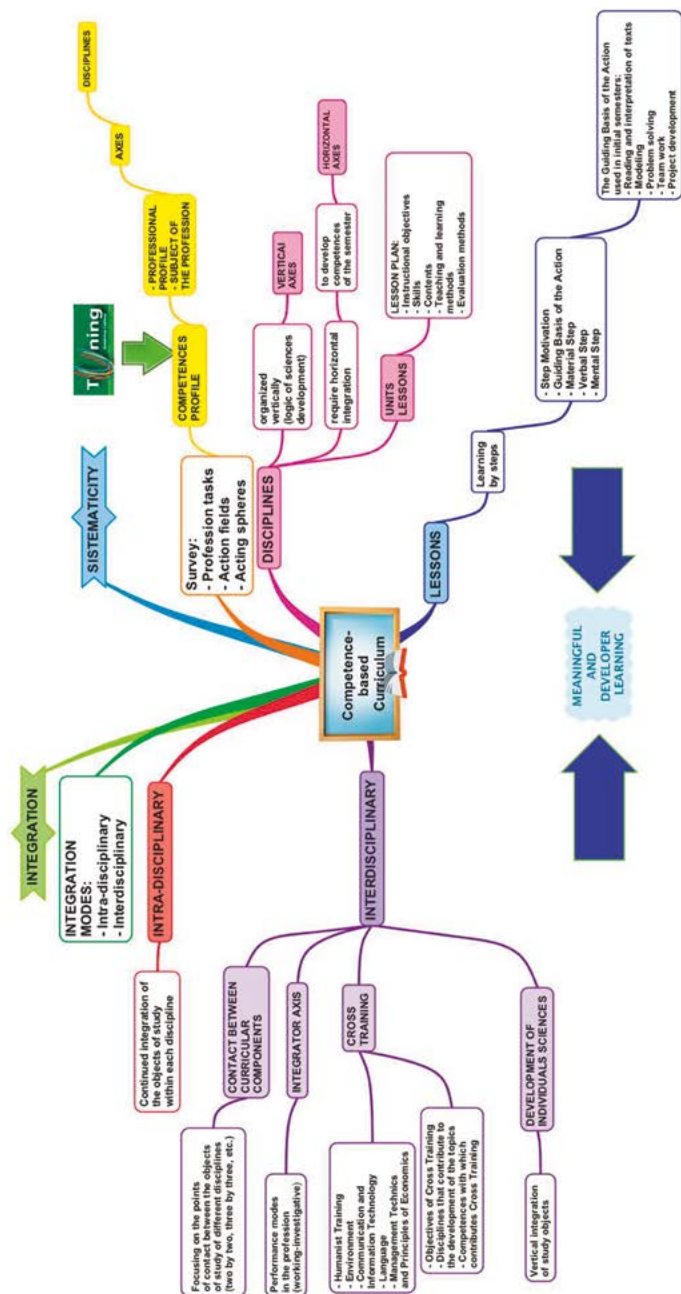 INTEGRATION
SISTEMATICITY
INTEGRATION
MODES:
- Intra-disciplinary
- Interdisciplinary
INTRA-DISCIPLINARY
Continued integration of
the objects of study
within each discipline
INTERDISCIPLINARY
CONTACT BETWEEN
CURRICULAR
COMPONENTS
Focusing on the points
of contact between the objects
of study of different disciplines
(two by two, three by three, etc.)
INTEGRATOR AXIS
Performance modes
in the profession
(working-investigative)
CROSS
TRAINING
- Humanist Training
- Environment
- Communication and
Information Technology
- Language
- Management Technics
and Principles of Economics
- Objectives of Cross Training
- Disciplines that contribute to
the development of the topics
- Competences with which
contributes Cross Training
DEVELOPMENT OF
INDIVIDUALS SCIENCES
Vertical integration
of study objects
Competence-
based
Curriculum
Survey:
- Profession tasks
- Action fields
- Acting spheres
COMPETENCES
PROFILE
Tuning
- PROFESSIONAL
PROFILE
- SUBJECT OF
THE PROFESSION
AXES
DISCIPLINES
DISCIPLINES
organized
vertically
(logic of sciences
development)
VERTICAl
AXES
require horizontal
integration
to develop
competences
of the semester
HORIZONTAL
AXES
UNITS
LESSONS
LESSON PLAN:
- Instructional objectives
- Skills
- Contents
- Teaching and learning
methods
- Evaluation methods
LESSONS
Learning
by steps
- Step Motivation
- Guiding Basis of the Action
- Material Step
- Verbal Step
- Mental Step
The Guiding Basis of the Action
used in initial semesters:
- Reading and interpretation of texts
- Modeling
- Problem solving
- Team work
- Project development
MEANINGFUL
AND
DEVELOPER
LEARNING